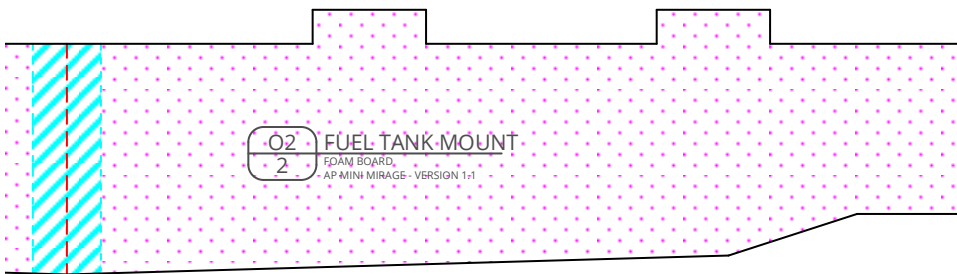 O2
2
FUEL TANK MOUNT
FOAM BOARD
AP MINI MIRAGE - VERSION 1.1